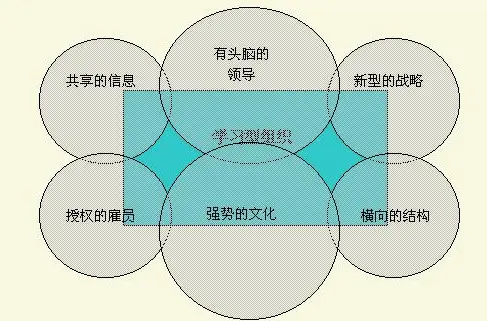 有头脑的
领导
共享的信息
新型的战略
学习型组织
授权的雇员
强势的文化
横向的结构